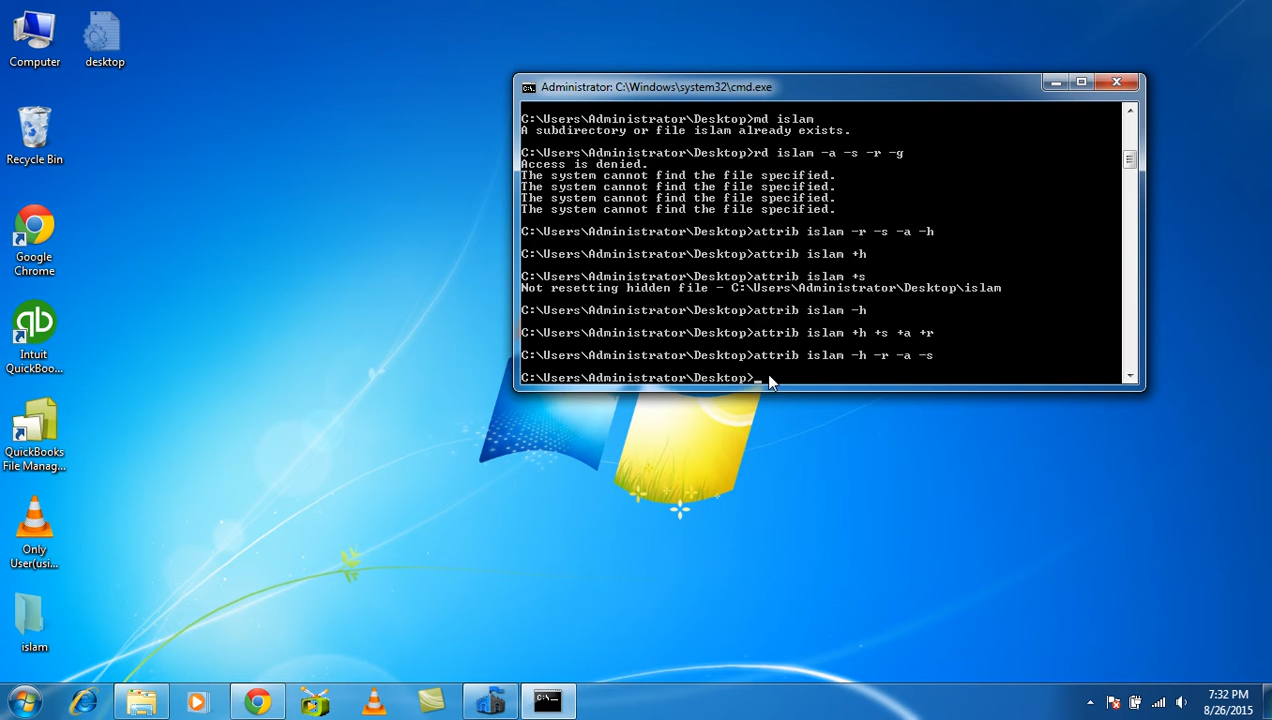 Computer
desktop
Recycle Bin
Google
Chrome
Intuit
QuickBoo...
QuickBooks
File Manag...
Only
User(usi...
islam
Administrator: C:\Windows\system32\cmd.exe
C:\Users\Administrator\Desktop>md islam
A subdirectory or file islam already exists.
C:\Users\Administrator\Desktop>rd islam -a -s -r -g
Access is denied.
The system cannot find the file specified.
The system cannot find the file specified.
The system cannot find the file specified.
The system cannot find the file specified.
C:\Users\Administrator\Desktop>attrib islam -r -s -a -h
C:\Users\Administrator\Desktop>attrib islam +h
C:\Users\Administrator\Desktop>attrib islam +s
Not resetting hidden file - C:\Users\Administrator\Desktop\islam
C:\Users\Administrator\Desktop>attrib islam -h
C:\Users\Administrator\Desktop>attrib islam +h +s +a +r
C:\Users\Administrator\Desktop>attrib islam -h -r -a -s
C:\Users\Administrator\Desktop>_
7:32 PM
8/26/2015